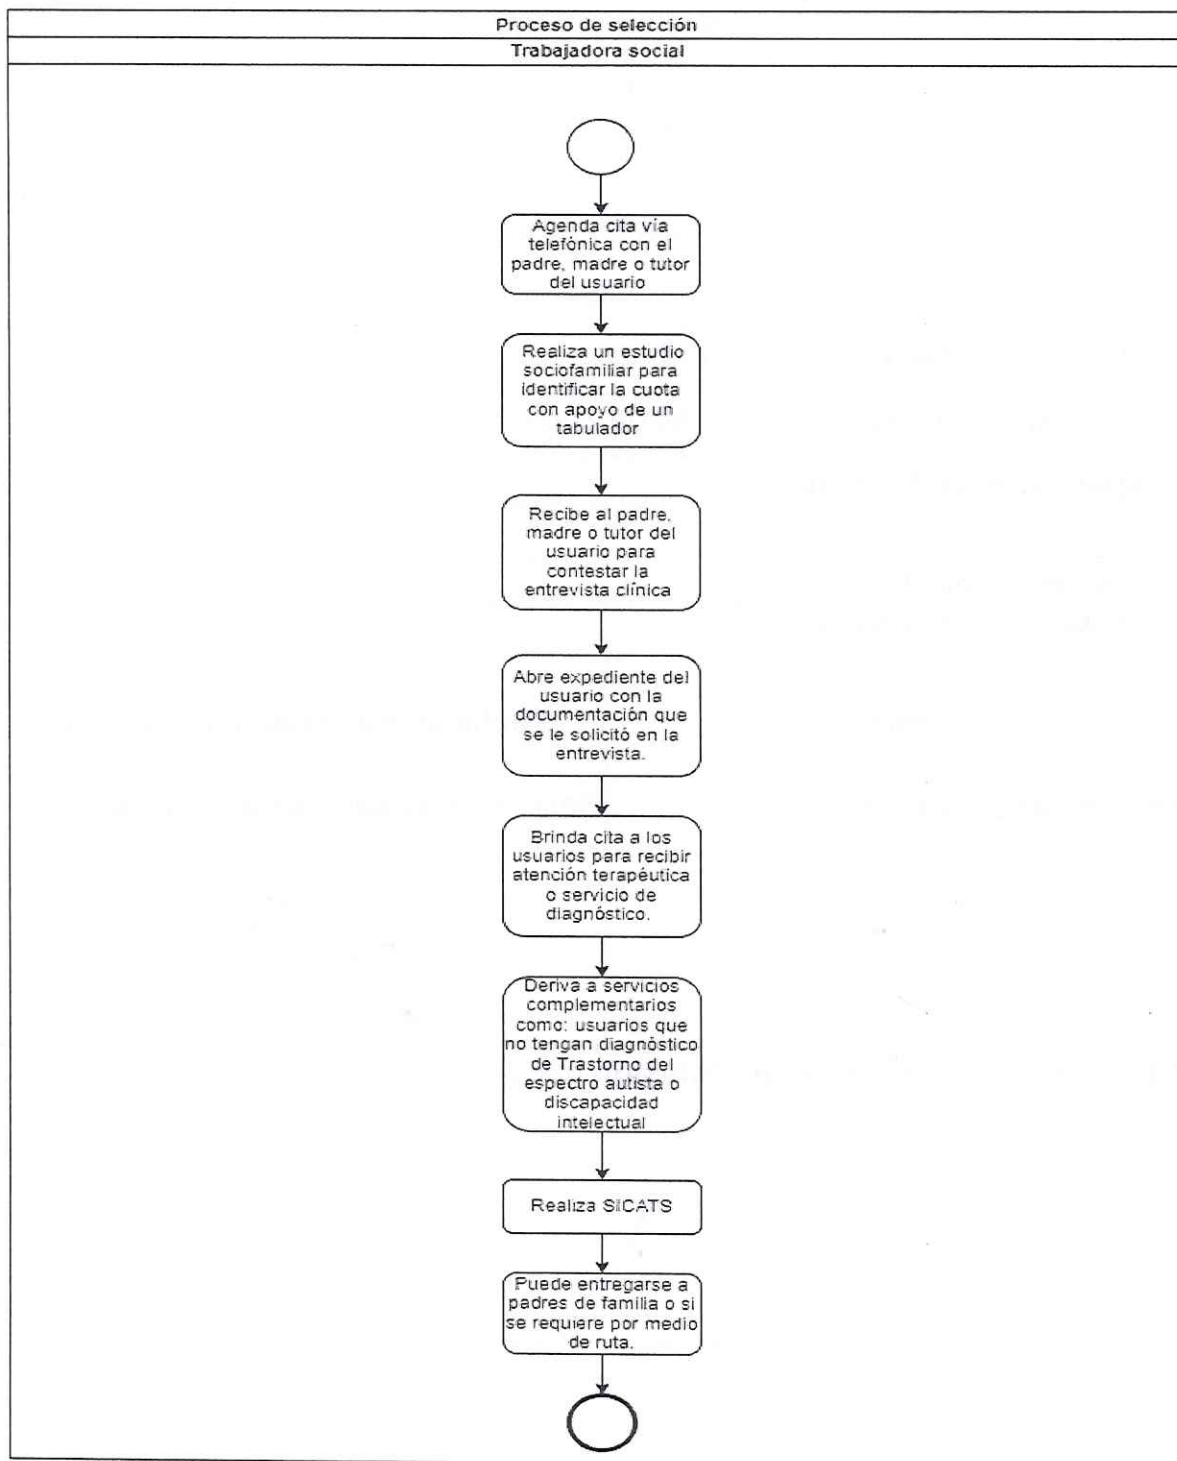 Proceso de selección
Trabajadora social
Agenda cita vía
telefónica con el
padre, madre o tutor
del usuario
Realiza un estudio
sociofamiliar para
identificar la cuota
con apoyo de un
tabulador
Recibe al padre,
madre o tutor del
usuario para
contestar la
entrevista clínica
Abre expediente del
usuario con la
documentación que
se le solicitó en la
entrevista.
Brinda cita a los
usuarios para recibir
atención terapéutica
o servicio de
diagnóstico.
Deriva a servicios
complementarios
como: usuarios que
no tengan diagnóstico
de Trastorno del
espectro autista o
discapacidad
intelectual
Realiza SICATS
Puede entregarse a
padres de familia o si
se requiere por medio
de ruta.